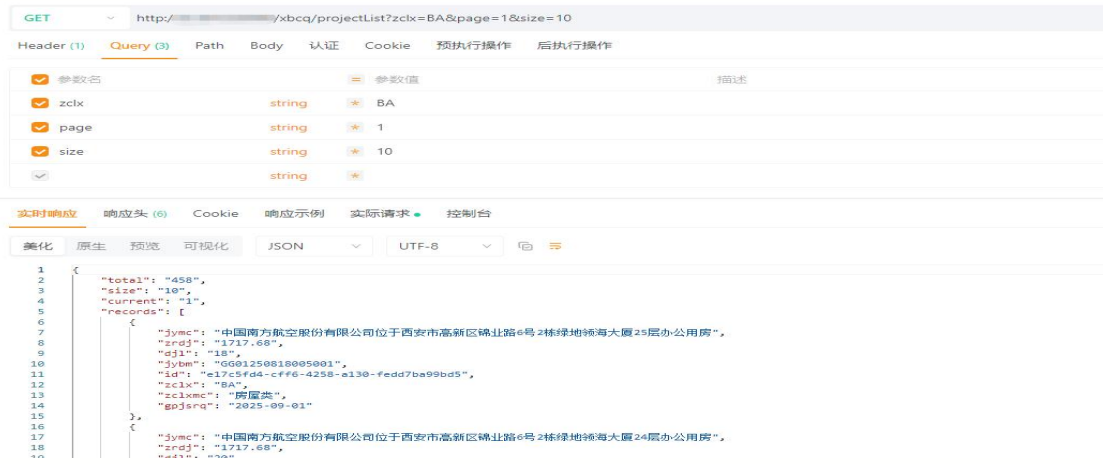 GET http:/ /xbcq/projectList?zclx=BA&page=1&size=10
Header (1) Query (3) Path Body 认证 Cookie 预执行操作 后执行操作
参数名 = 参数值 描述
zclx string * BA
page string * 1
size string * 10
string *
实时响应 响应头 (6) Cookie 响应示例 实际请求 控制台
美化 原生 预览 可视化 JSON UTF-8
1 {
2 "total": "458",
3 "size": "10",
4 "current": "1",
5 "records": [
6 {
7 "jymc": "中国南方航空股份有限公司位于西安市高新区锦业路6号2栋绿地领海大厦25层办公用房",
8 "zrdj": "1717.68",
9 "djl": "18",
10 "jybm": "GG01250818005001",
11 "id": "e17c5fd4-cff6-4258-a130-fedd7ba99bd5",
12 "zclx": "BA",
13 "zclxmc": "房屋类",
14 "gpjsrq": "2025-09-01"
15 },
16 {
17 "jymc": "中国南方航空股份有限公司位于西安市高新区锦业路6号2栋绿地领海大厦24层办公用房",
18 "zrdj": "1717.68",
19 "djl": "20"